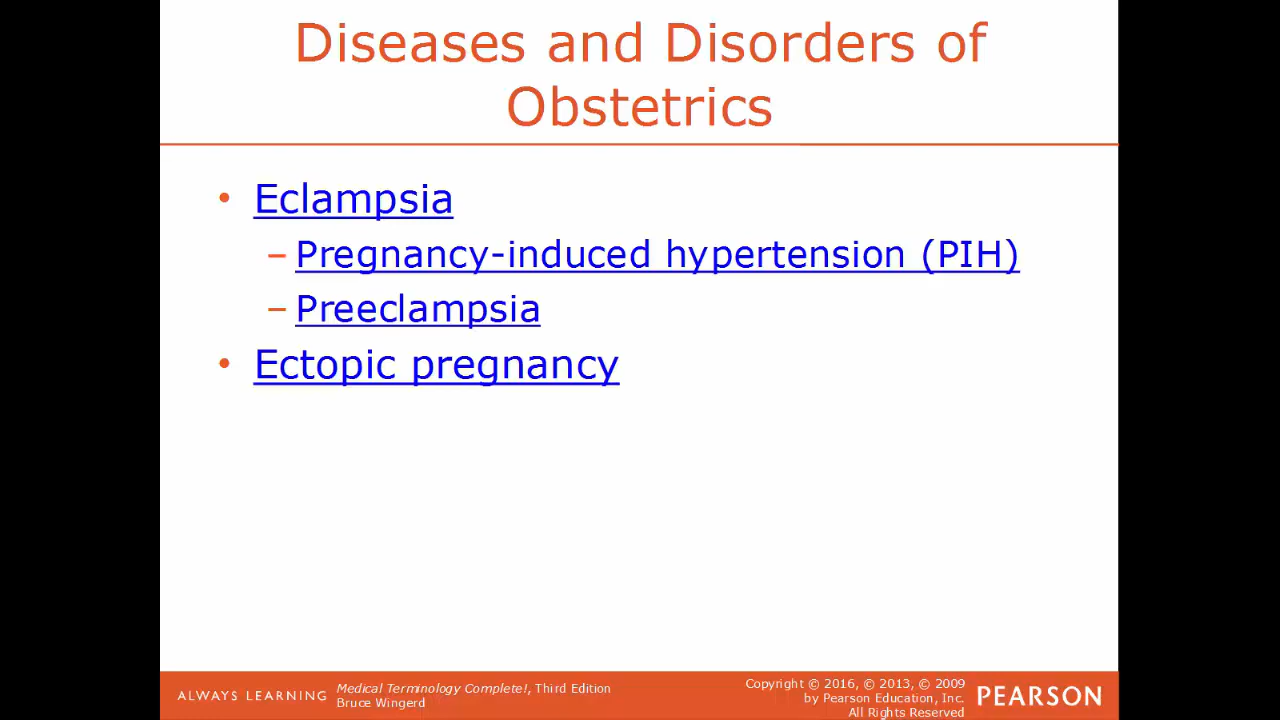 Diseases and Disorders of
Obstetrics
• Eclampsia
– Pregnancy-induced hypertension (PIH)
– Preeclampsia
• Ectopic pregnancy
ALWAYS LEARNING
Medical Terminology Complete!, Third Edition
Bruce Wingerd
Copyright © 2016, © 2013, © 2009
by Pearson Education, Inc.
All Rights Reserved
PEARSON